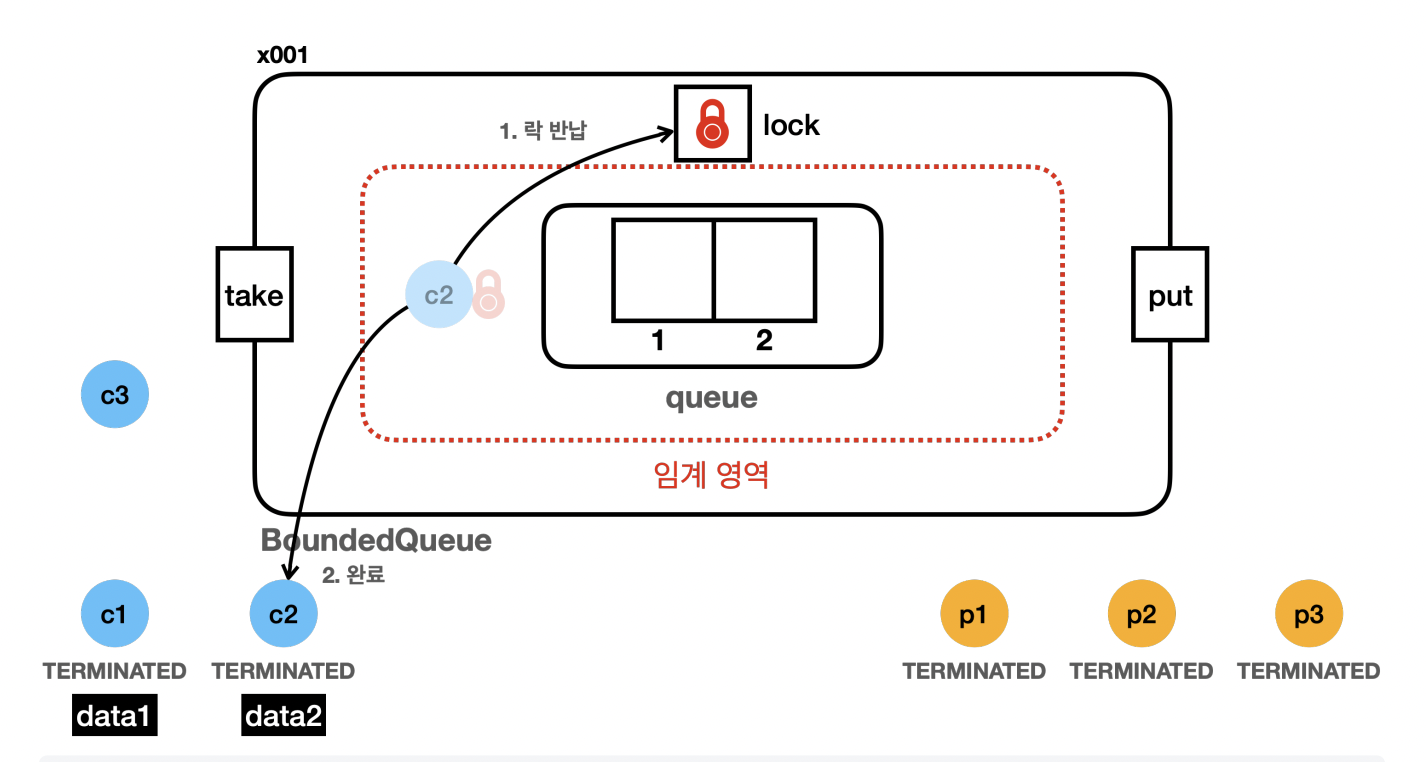 x001
1. 락 반납
lock
take
c2
put
1 2
queue
c3
임계 영역
BoundedQueue
2. 완료
c1 c2 p1 p2 p3
TERMINATED TERMINATED TERMINATED TERMINATED TERMINATED
data1 data2